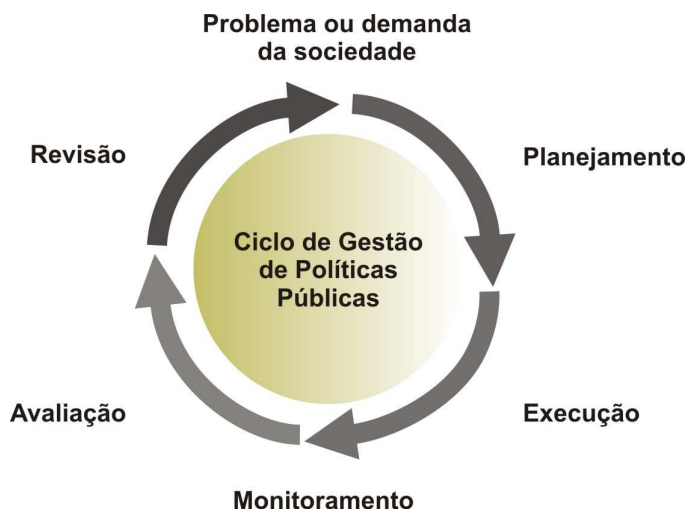 Problema ou demanda
da sociedade
Revisão
Planejamento
Ciclo de Gestão
de Políticas
Públicas
Avaliação
Execução
Monitoramento